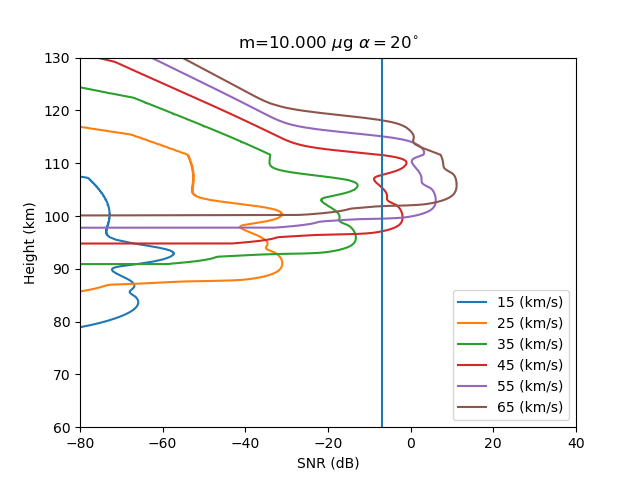 m=10.000 μg α = 20°
130
120
110
100
90
80
70
60
Height (km)
−80
−60
−40
−20
0
20
40
SNR (dB)
15 (km/s)
25 (km/s)
35 (km/s)
45 (km/s)
55 (km/s)
65 (km/s)